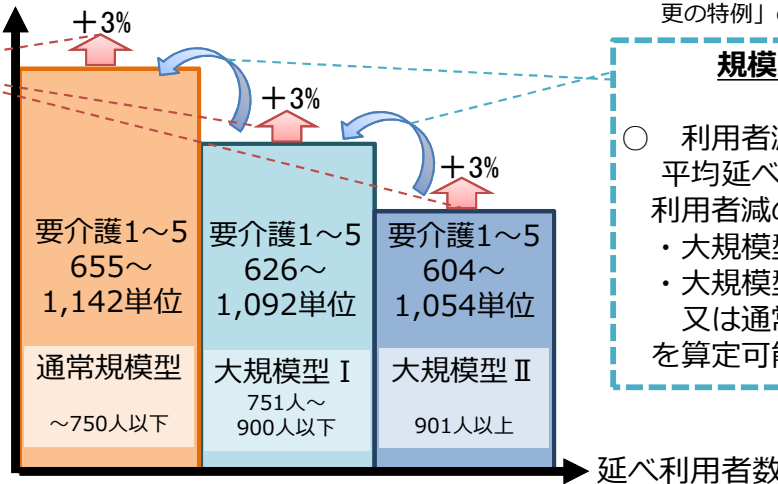 更の特例」
+3%
規模
+3%
○ 利用者
平均延べ
利用者減
+3%
・大規模
・大規模
又は通
を算定可
要介護1～5
655～
1,142単位
通常規模型
～750人以下
要介護1～5
626～
1,092単位
大規模型Ⅰ
751人～
900人以下
要介護1～5
604～
1,054単位
大規模型Ⅱ
901人以上
延べ利用者数